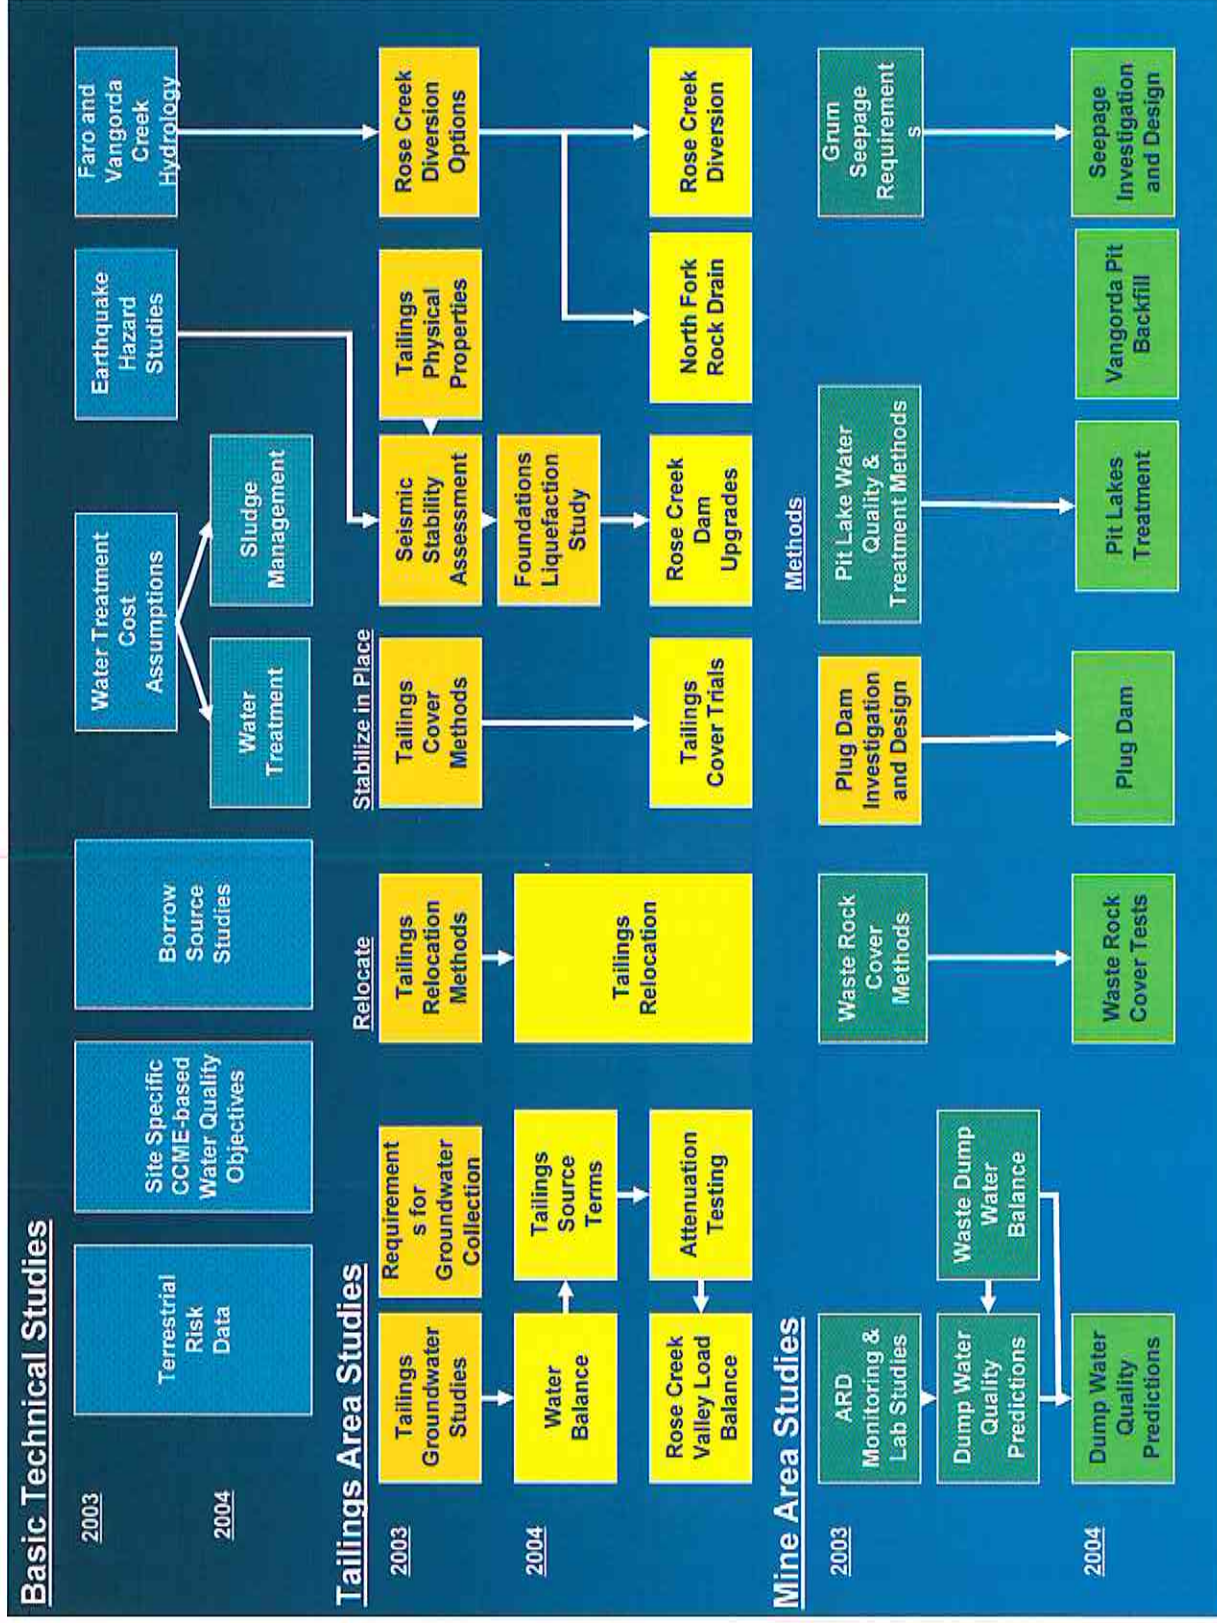 Basic Technical Studies
2003
2004
Terrestrial
Risk
Data
Site Specific
CCME-based
Water Quality
Objectives
Borrow
Source
Studies
Water Treatment
Cost
Assumptions
Water
Treatment
Sludge
Management
Earthquake
Hazard
Studies
Faro and
Vangorda
Creek
Hydrology
Tailings Area Studies
Relocate
Stabilize in Place
2003
2004
Tailings
Groundwater
Studies
Requirement
s for
Groundwater
Collection
Tailings
Relocation
Methods
Tailings
Cover
Methods
Seismic
Stability
Assessment
Tailings
Physical
Properties
Rose Creek
Diversion
Options
Foundations
Liquefaction
Study
Water
Balance
Tailings
Source
Terms
Tailings
Relocation
Rose Creek
Valley Load
Balance
Attenuation
Testing
Tailings
Cover Trials
Rose Creek
Dam
Upgrades
North Fork
Rock Drain
Rose Creek
Diversion
Mine Area Studies
Methods
2003
2004
ARD
Monitoring &
Lab Studies
Waste Rock
Cover
Methods
Plug Dam
Investigation
and Design
Pit Lake Water
Quality &
Treatment Methods
Grum
Seepage
Requirement
s
Dump Water
Quality
Predictions
Waste Dump
Water
Balance
Dump Water
Quality
Predictions
Waste Rock
Cover Tests
Plug Dam
Pit Lakes
Treatment
Vangorda Pit
Backfill
Seepage
Investigation
and Design